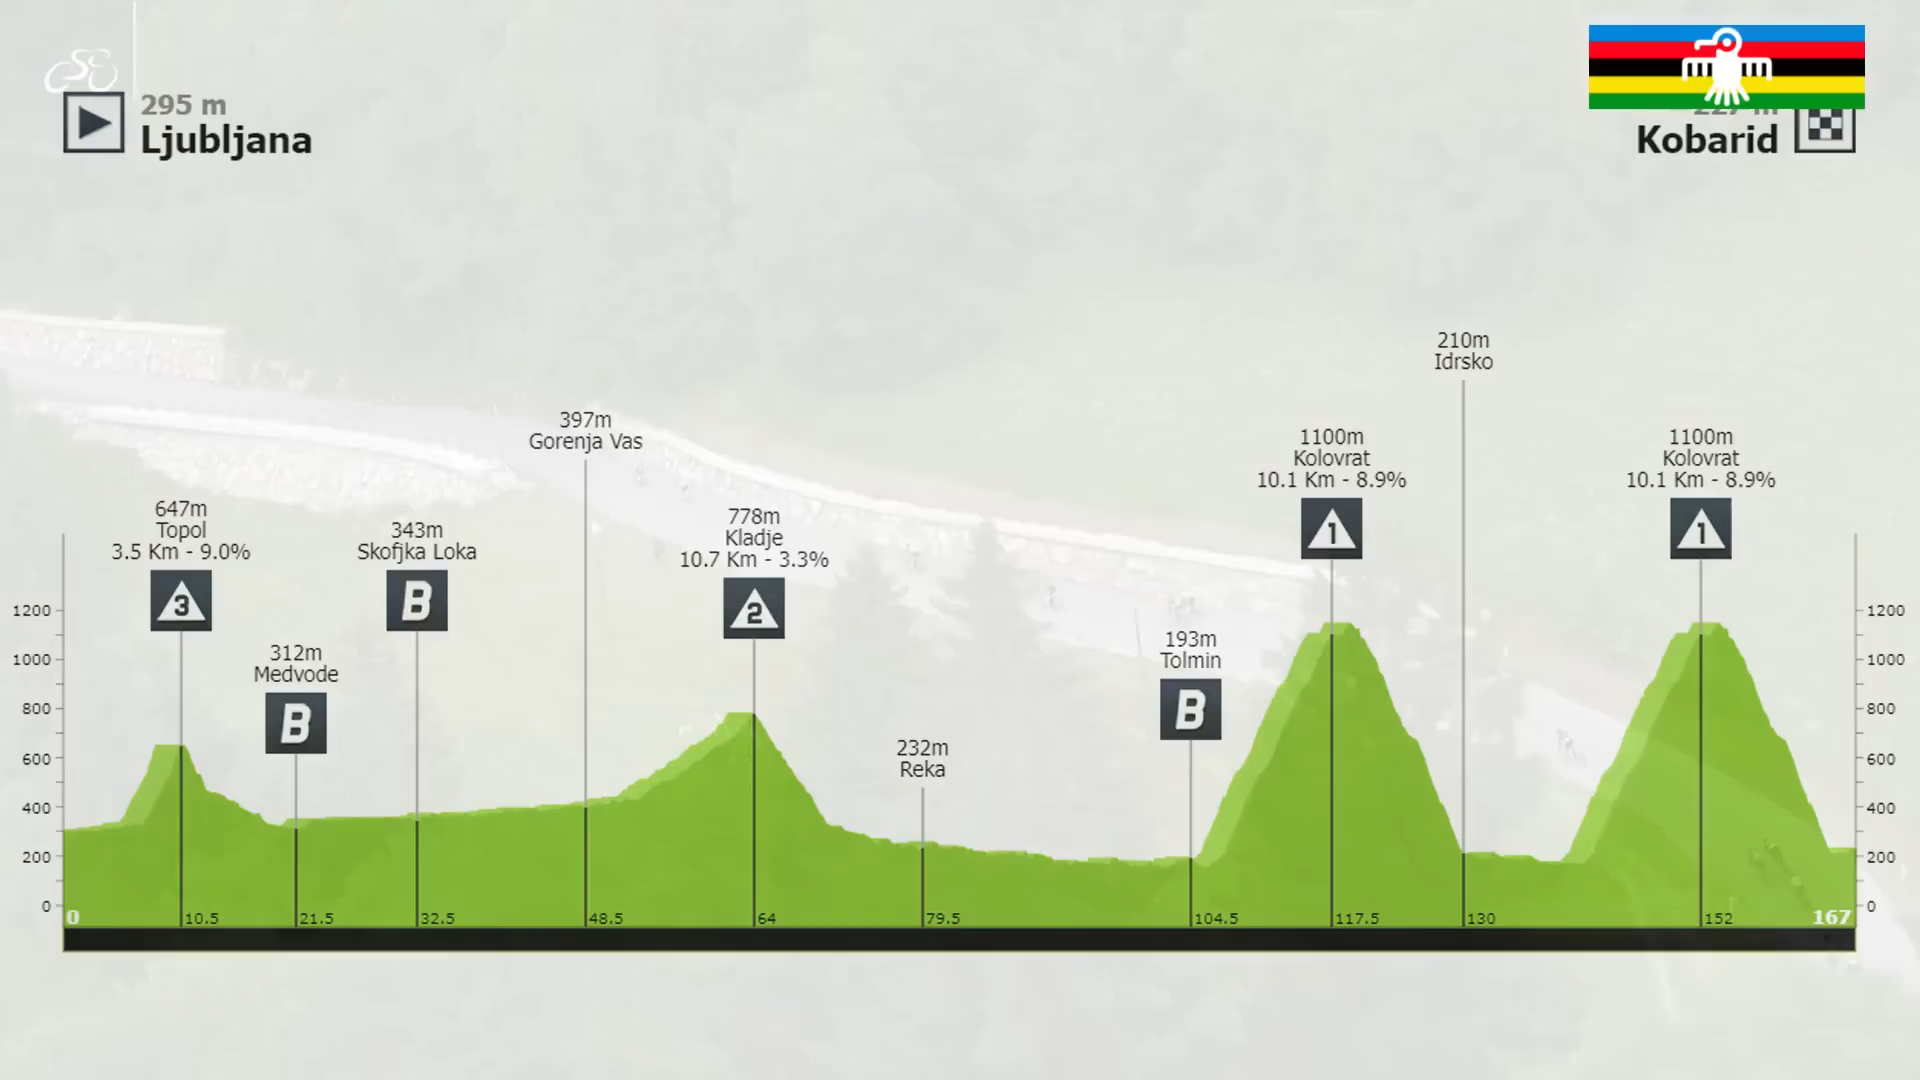 295 m
Ljubljana
Kobarid
210m
Idrsko
397m
Gorenja Vas
1100m
Kolovrat
10.1 Km - 8.9%
1
1100m
Kolovrat
10.1 Km - 8.9%
1
647m
Topol
3.5 Km - 9.0%
3
343m
Skofjka Loka
B
778m
Kladje
10.7 Km - 3.3%
2
312m
Medvode
B
193m
Tolmin
B
232m
Reka
1200
1000
800
600
400
200
0
1200
1000
800
600
400
200
0
0
10.5
21.5
32.5
48.5
64
79.5
104.5
117.5
130
152
167